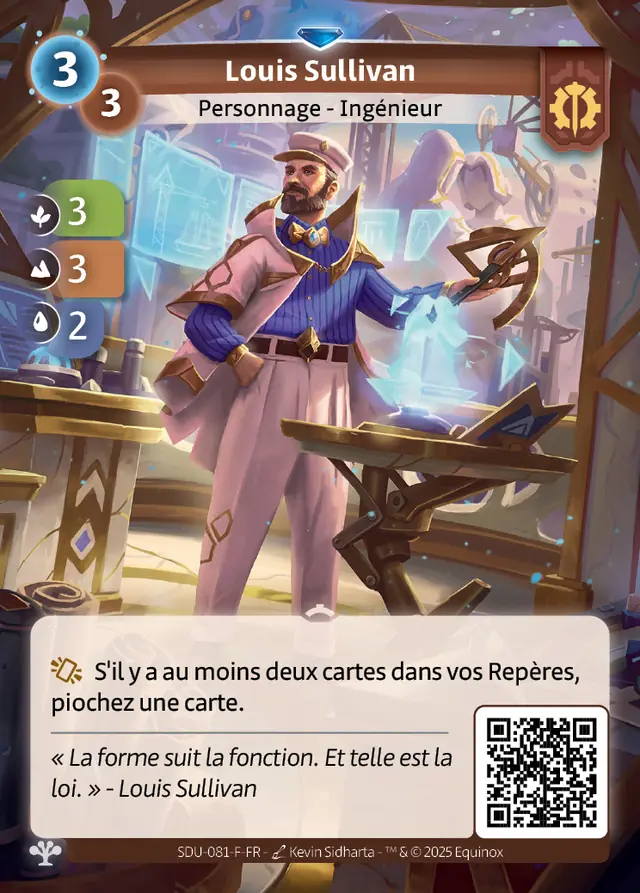 3
3
Louis Sullivan
Personnage - Ingénieur
3
3
2
S'il y a au moins deux cartes dans vos Repères,
piochez une carte.
« La forme suit la fonction. Et telle est la
loi. » - Louis Sullivan
SDU-081-F-FR - Kevin Sidharta - ™ & © 2025 Equinox